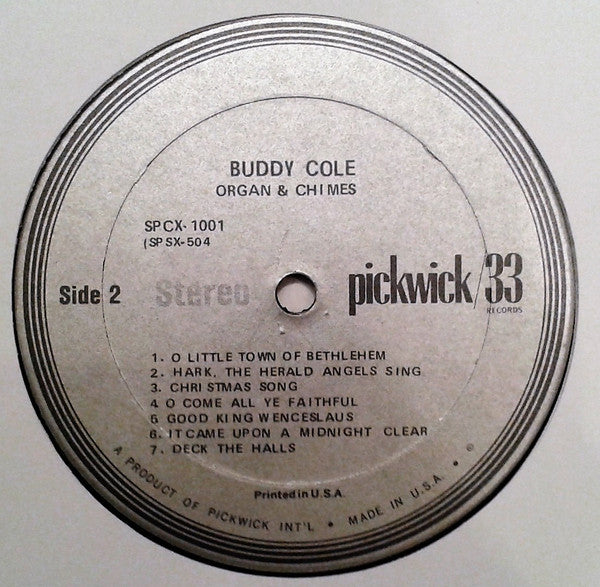 BUDDY COLE
ORGAN & CHIMES
SPCX-1001
(SPSX-504
Side 2 Stereo pickwick/33
RECORDS
1. O LITTLE TOWN OF BETHLEHEM
2. HARK, THE HERALD ANGELS SING
3. CHRISTMAS SONG
4 O COME ALL YE FAITHFUL
5 GOOD KING WENCESLAUS
6. IT CAME UPON A MIDNIGHT CLEAR
7. DECK THE HALLS
Printed in U.S.A.
A PRODUCT OF PICKWICK INT'L • MADE IN U.S.A. • ℗